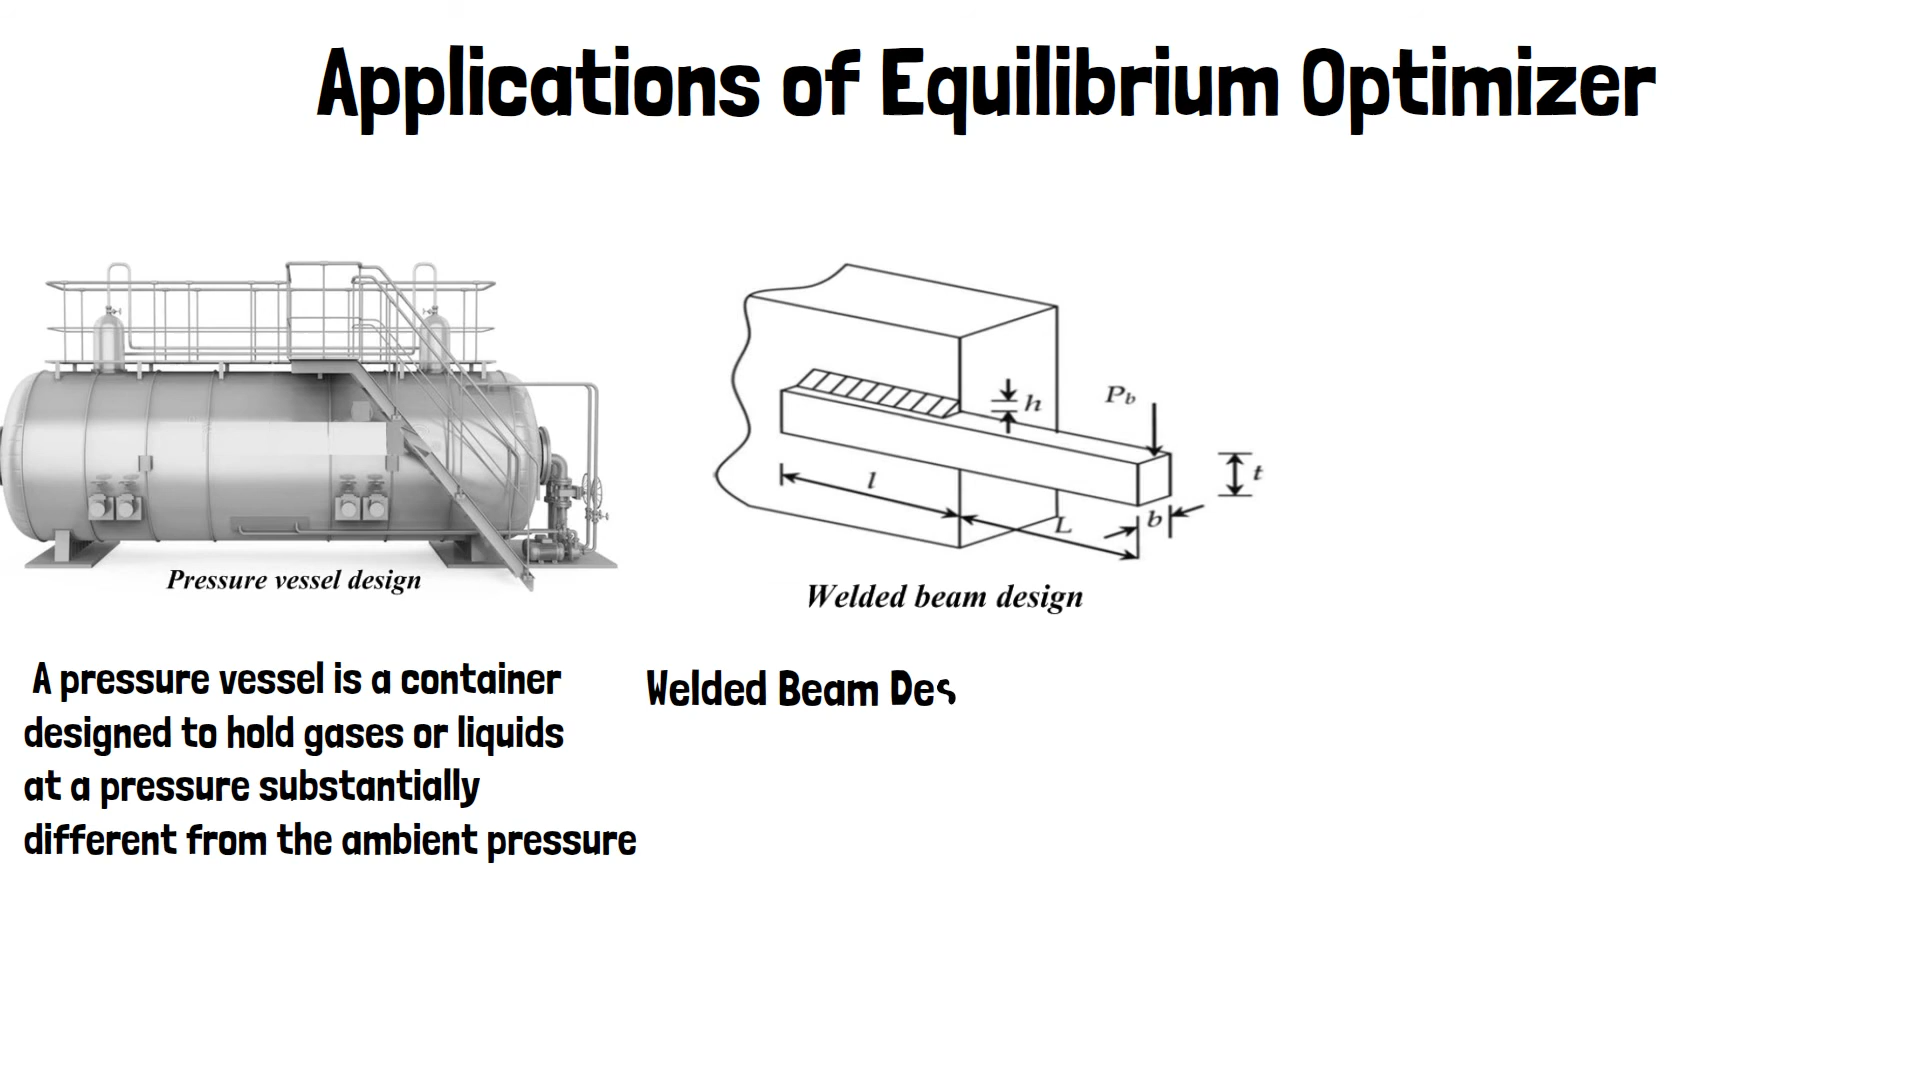 Applications of Equilibrium Optimizer
h
Pb
t
l
L
b
Pressure vessel design
Welded beam design
A pressure vessel is a container
designed to hold gases or liquids
at a pressure substantially
different from the ambient pressure
Welded Beam Des